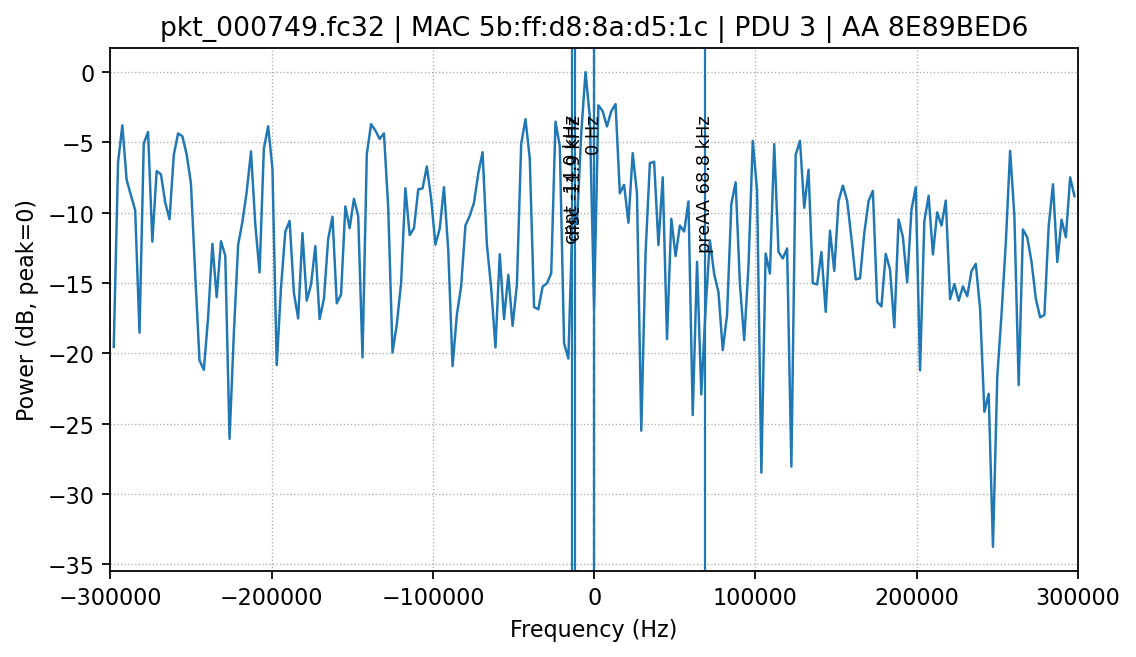 pkt_000749.fc32 | MAC 5b:ff:d8:8a:d5:1c | PDU 3 | AA 8E89BED6
Power (dB, peak=0)
0
−5
−10
−15
−20
−25
−30
−35
kHz
0 Hz
preAA 68.8 kHz
−300000
−200000
−100000
0
100000
200000
300000
Frequency (Hz)